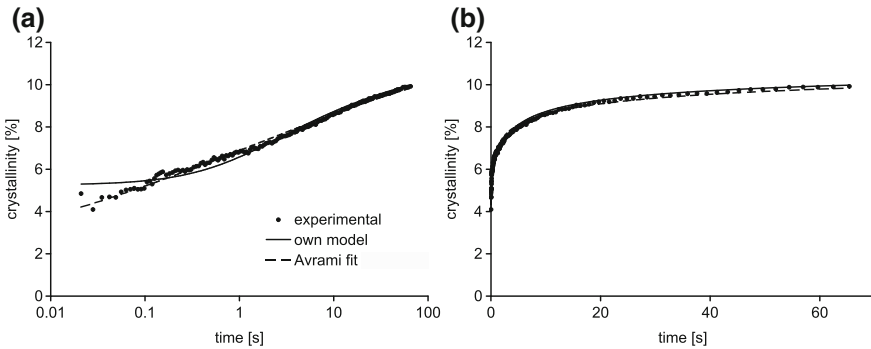 (a)
12
10
8
6
4
2
0
crystallinity [%]
0.01 0.1 1 10 100
time [s]
experimental
own model
Avrami fit
(b)
12
10
8
6
4
2
0
crystallinity [%]
0 20 40 60
time [s]